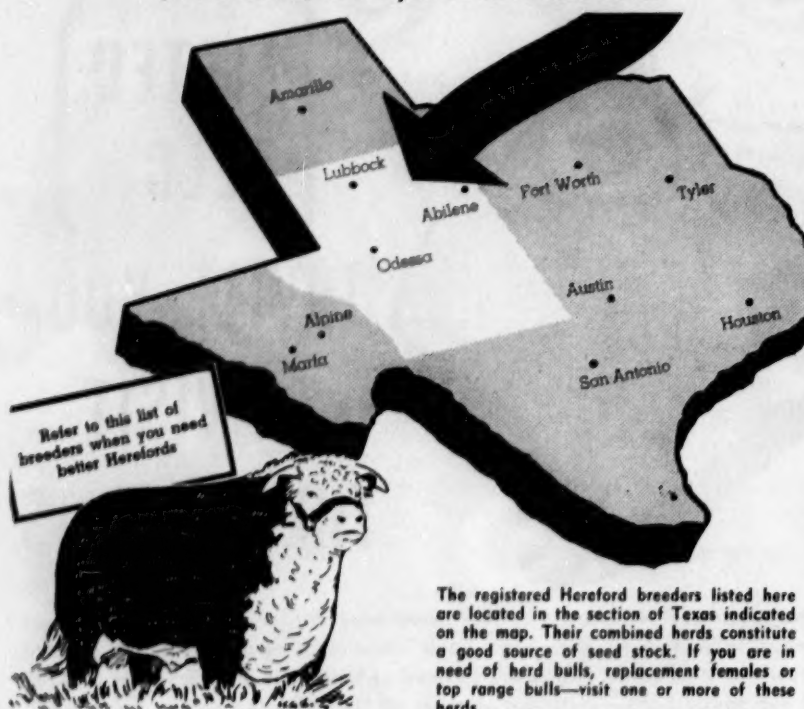 Amarillo
Lubbock
Abilene
Fort Worth
Tyler
Odessa
Austin
Houston
Alpine
Marfa
San Antonio
Refer to this list of
breeders when you need
better Herefords
The registered Hereford breeders listed here
are located in the section of Texas indicated
on the map. Their combined herds constitute
a good source of seed stock. If you are in
need of herd bulls, replacement females or
top range bulls—visit one or more of these
herds.